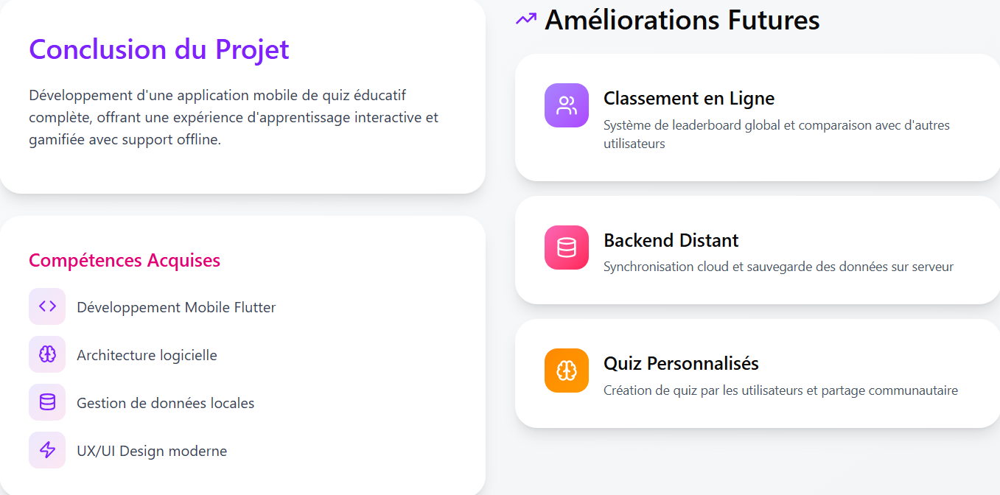 Conclusion du Projet
Développement d'une application mobile de quiz éducatif
complète, offrant une expérience d'apprentissage interactive et
gamifiée avec support offline.
Compétences Acquises
Développement Mobile Flutter
Architecture logicielle
Gestion de données locales
UX/UI Design moderne
Améliorations Futures
Classement en Ligne
Système de leaderboard global et comparaison avec d'autres
utilisateurs
Backend Distant
Synchronisation cloud et sauvegarde des données sur serveur
Quiz Personnalisés
Création de quiz par les utilisateurs et partage communautaire